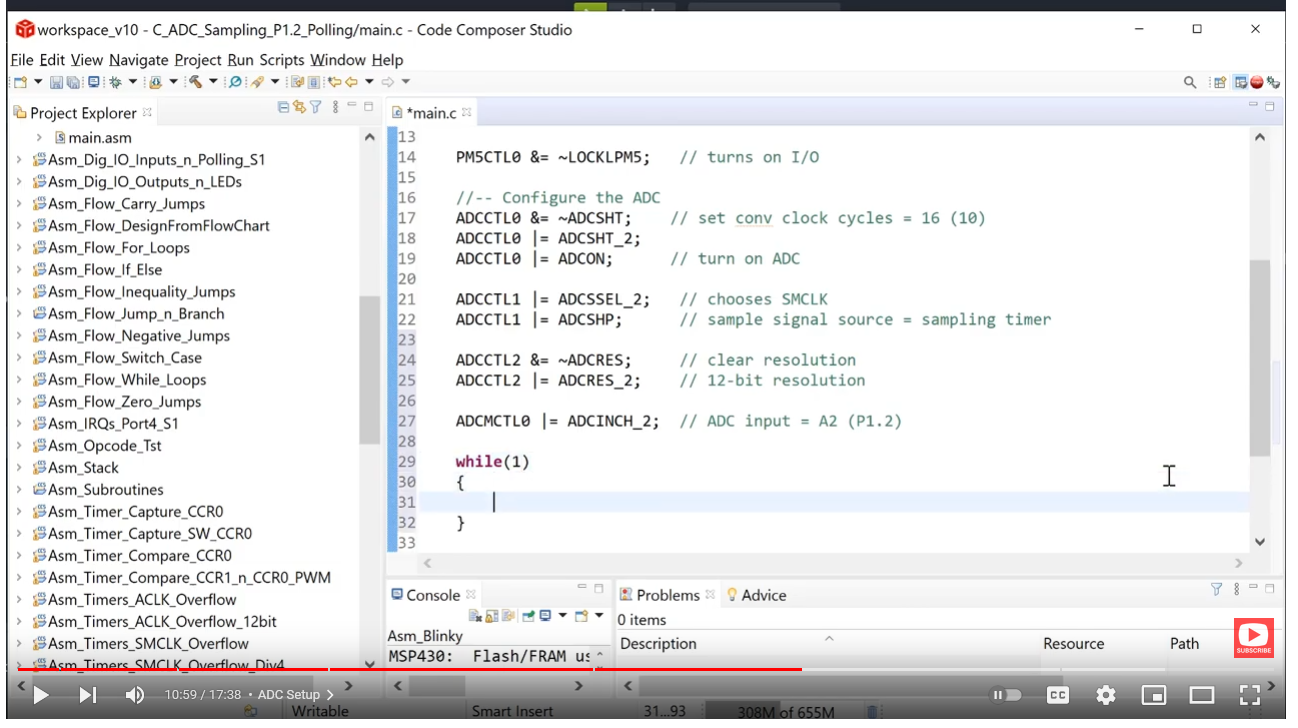 workspace_v10 - C_ADC_Sampling_P1.2_Polling/main.c - Code Composer Studio
File Edit View Navigate Project Run Scripts Window Help
Project Explorer
main.asm
Asm_Dig_IO_Inputs_n_Polling_S1
Asm_Dig_IO_Outputs_n_LEDs
Asm_Flow_Carry_Jumps
Asm_Flow_DesignFromFlowChart
Asm_Flow_For_Loops
Asm_Flow_If_Else
Asm_Flow_Inequality_Jumps
Asm_Flow_Jump_n_Branch
Asm_Flow_Negative_Jumps
Asm_Flow_Switch_Case
Asm_Flow_While_Loops
Asm_Flow_Zero_Jumps
Asm_IRQs_Port4_S1
Asm_Opcode_Tst
Asm_Stack
Asm_Subroutines
Asm_Timer_Capture_CCR0
Asm_Timer_Capture_SW_CCR0
Asm_Timer_Compare_CCR0
Asm_Timer_Compare_CCR1_n_CCR0_PWM
Asm_Timers_ACLK_Overflow
Asm_Timers_ACLK_Overflow_12bit
Asm_Timers_SMCLK_Overflow
Asm_Timers_SMCLK_Overflow_Div4
*main.c
13
14 PM5CTL0 &= ~LOCKLPM5; // turns on I/O
15
16 //-- Configure the ADC
17 ADCCTL0 &= ~ADCSHT; // set conv clock cycles = 16 (10)
18 ADCCTL0 |= ADCSHT_2;
19 ADCCTL0 |= ADCON; // turn on ADC
20
21 ADCCTL1 |= ADCSSEL_2; // chooses SMCLK
22 ADCCTL1 |= ADCSHP; // sample signal source = sampling timer
23
24 ADCCTL2 &= ~ADCRES; // clear resolution
25 ADCCTL2 |= ADCRES_2; // 12-bit resolution
26
27 ADCMCTL0 |= ADCINCH_2; // ADC input = A2 (P1.2)
28
29 while(1)
30 {
31
32 }
33
Console
Asm_Blinky
MSP430: Flash/FRAM us
Problems Advice
0 items
Description Resource Path
SUBSCRIBE
10:59 / 17:38 • ADC Setup
CC
Writable Smart Insert 31...93 308M of 655M